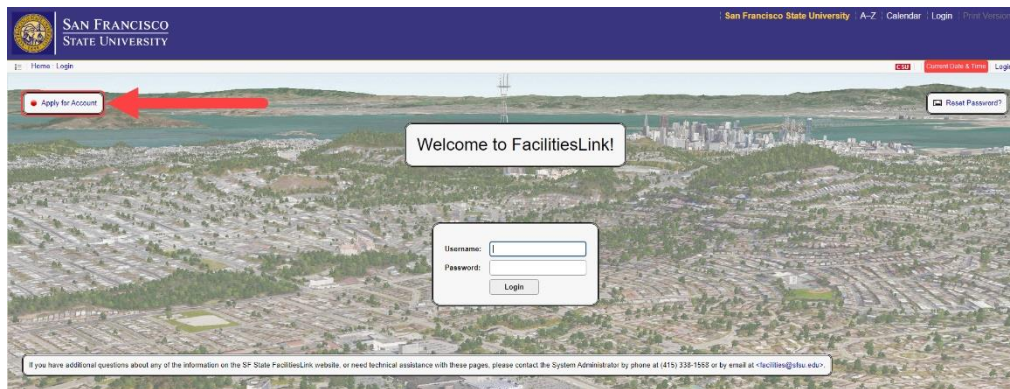 San Francisco State University A–Z Calendar Login Print Version
SAN FRANCISCO
STATE UNIVERSITY
Home Login
CSU Current Date & Time Login
Apply for Account
Reset Password?
Welcome to FacilitiesLink!
Username:
Password:
Login
If you have additional questions about any of the information on the SF State FacilitiesLink website, or need technical assistance with these pages, please contact the System Administrator by phone at (415) 338-1568 or by email at <facilities@sfsu.edu>.